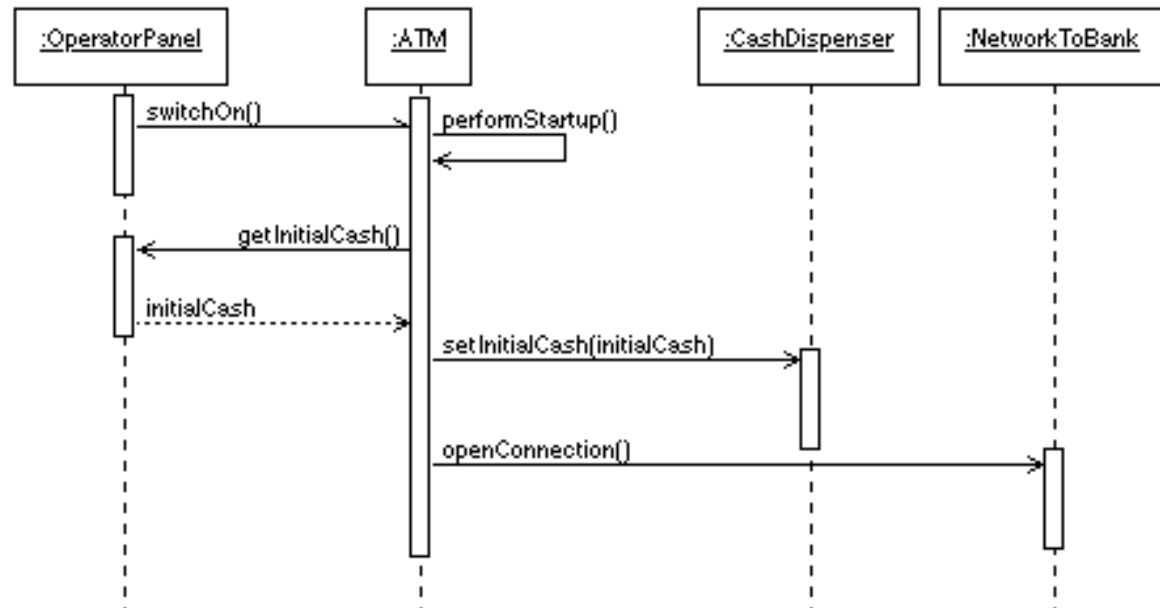 :OperatorPanel
:ATM
:CashDispenser
:NetworkToBank
switchOn()
performStartup()
getInitialCash()
initialCash
setInitialCash(initialCash)
openConnection()